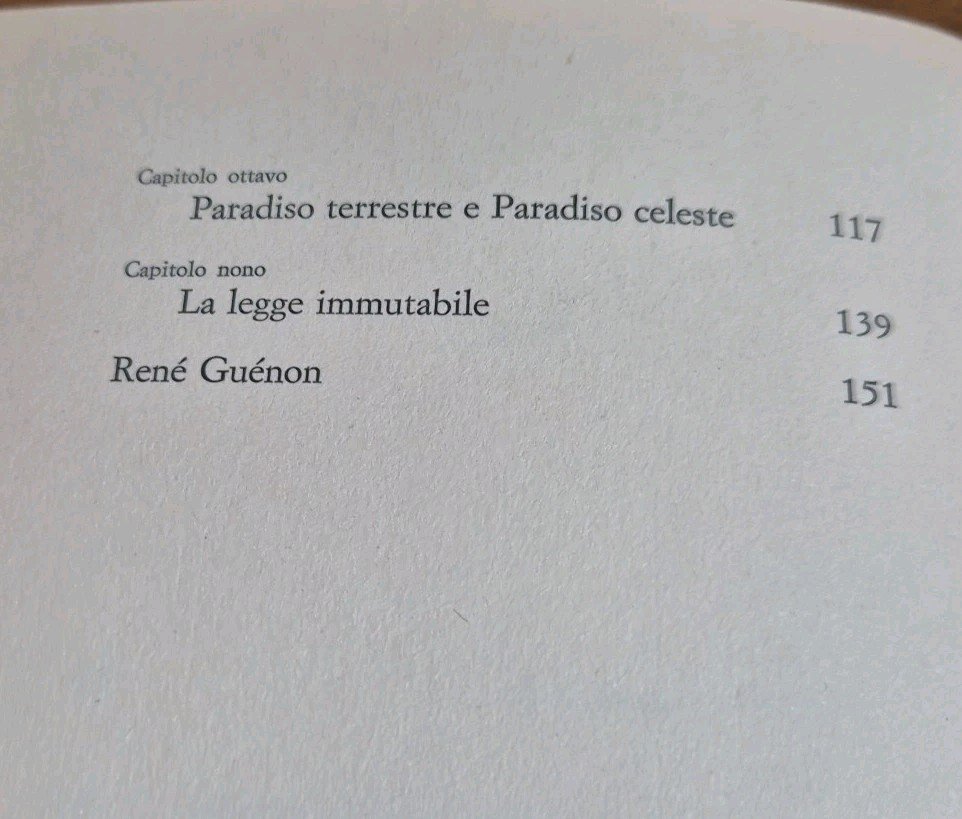 Capitolo ottavo
Paradiso terrestre e Paradiso celeste 117
Capitolo nono
La legge immutabile 139
René Guénon 151